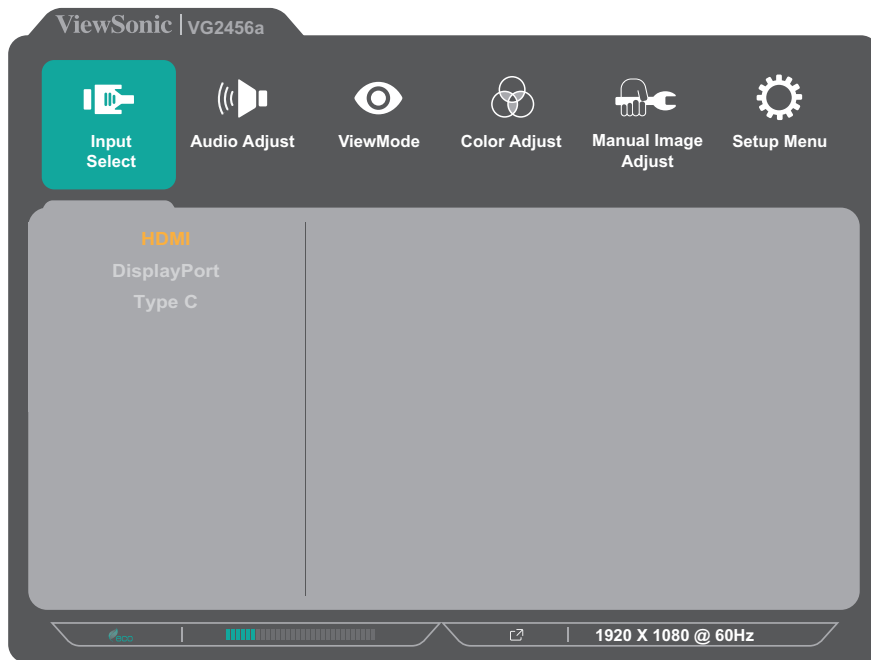 ViewSonic | VG2456a
Input Select
Audio Adjust
ViewMode
Color Adjust
Manual Image Adjust
Setup Menu
HDMI
DisplayPort
Type C
eco
1920 X 1080 @ 60Hz